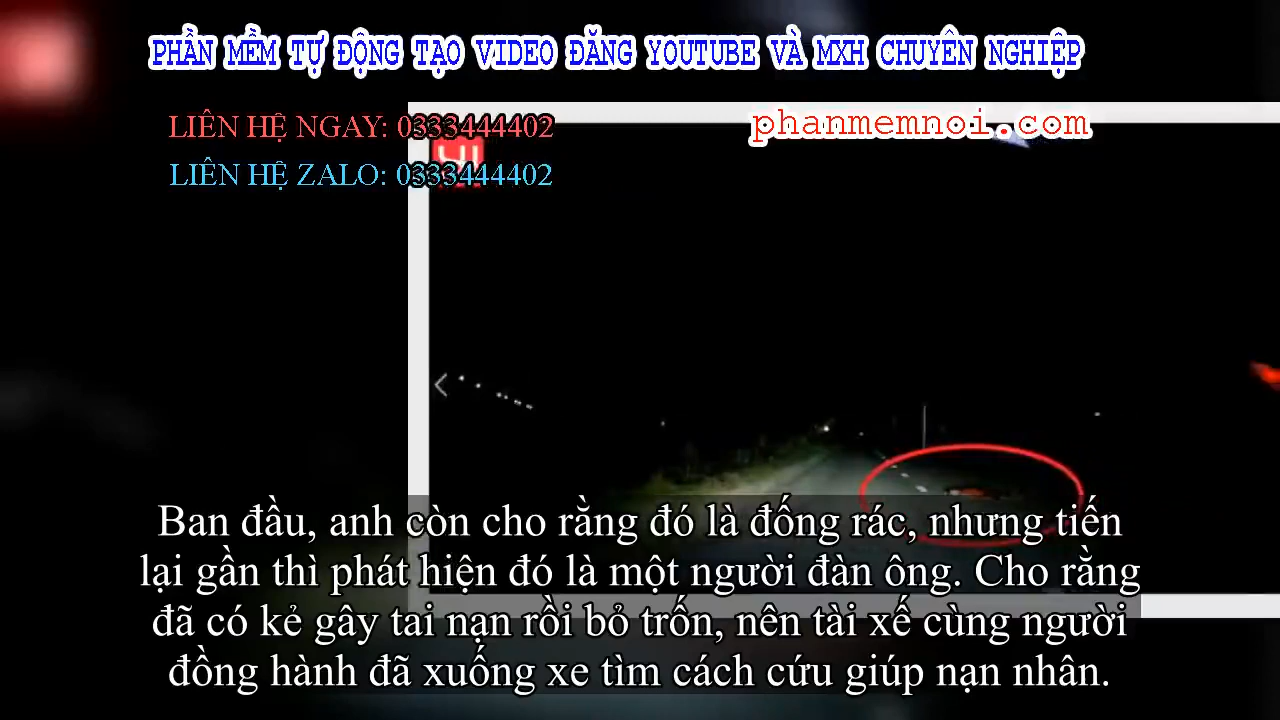 PHẦN MỀM TỰ ĐỘNG TẠO VIDEO ĐĂNG YOUTUBE VÀ MXH CHUYÊN NGHIỆP
LIÊN HỆ NGAY: 0333444402
phanmemnoi.com
LIÊN HỆ ZALO: 0333444402
Ban đầu, anh còn cho rằng đó là đống rác, nhưng tiến
lại gần thì phát hiện đó là một người đàn ông. Cho rằng
đã có kẻ gây tai nạn rồi bỏ trốn, nên tài xế cùng người
đồng hành đã xuống xe tìm cách cứu giúp nạn nhân.